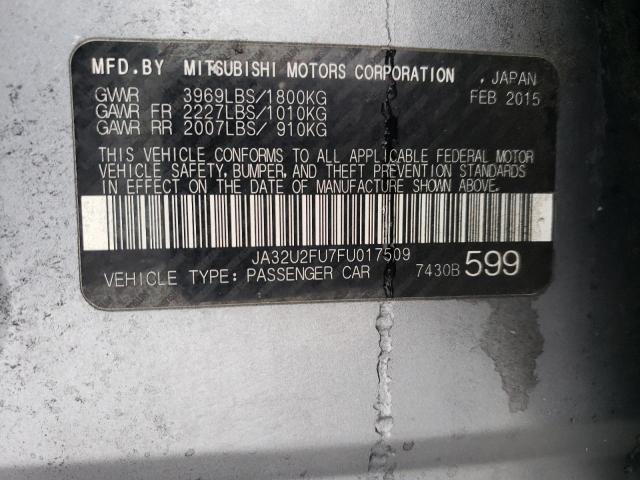 MFD.BY MITSUBISHI MOTORS CORPORATION , JAPAN
GVWR 3969LBS/1800KG FEB 2015
GAWR FR 2227LBS/1010KG
GAWR RR 2007LBS/ 910KG
THIS VEHICLE CONFORMS TO ALL APPLICABLE FEDERAL MOTOR
VEHICLE SAFETY, BUMPER, AND THEFT PREVENTION STANDARDS
IN EFFECT ON THE DATE OF MANUFACTURE SHOWN ABOVE.
JA32U2FU7FU017509
VEHICLE TYPE: PASSENGER CAR 7430B 599